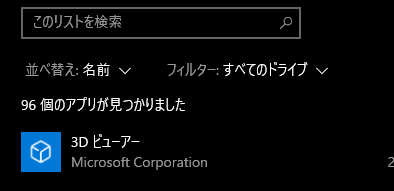 このリストを検索
並べ替え: 名前 フィルター: すべてのドライブ
96 個のアプリが見つかりました
3D ビューアー
Microsoft Corporation 2